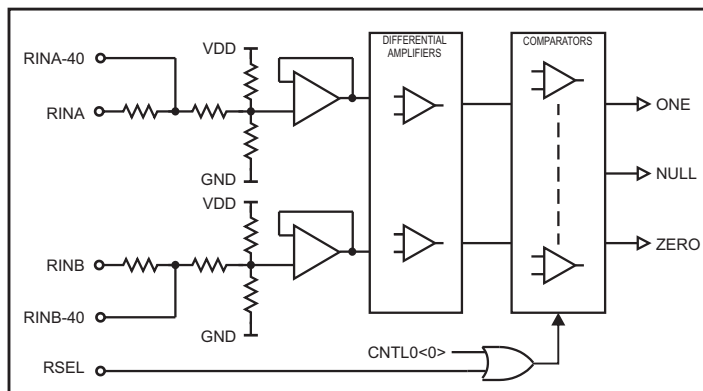 RINA-40
RINA
VDD
GND
DIFFERENTIAL
AMPLIFIERS
COMPARATORS
ONE
NULL
ZERO
VDD
RINB
RINB-40
GND
RSEL
CNTL0<0>